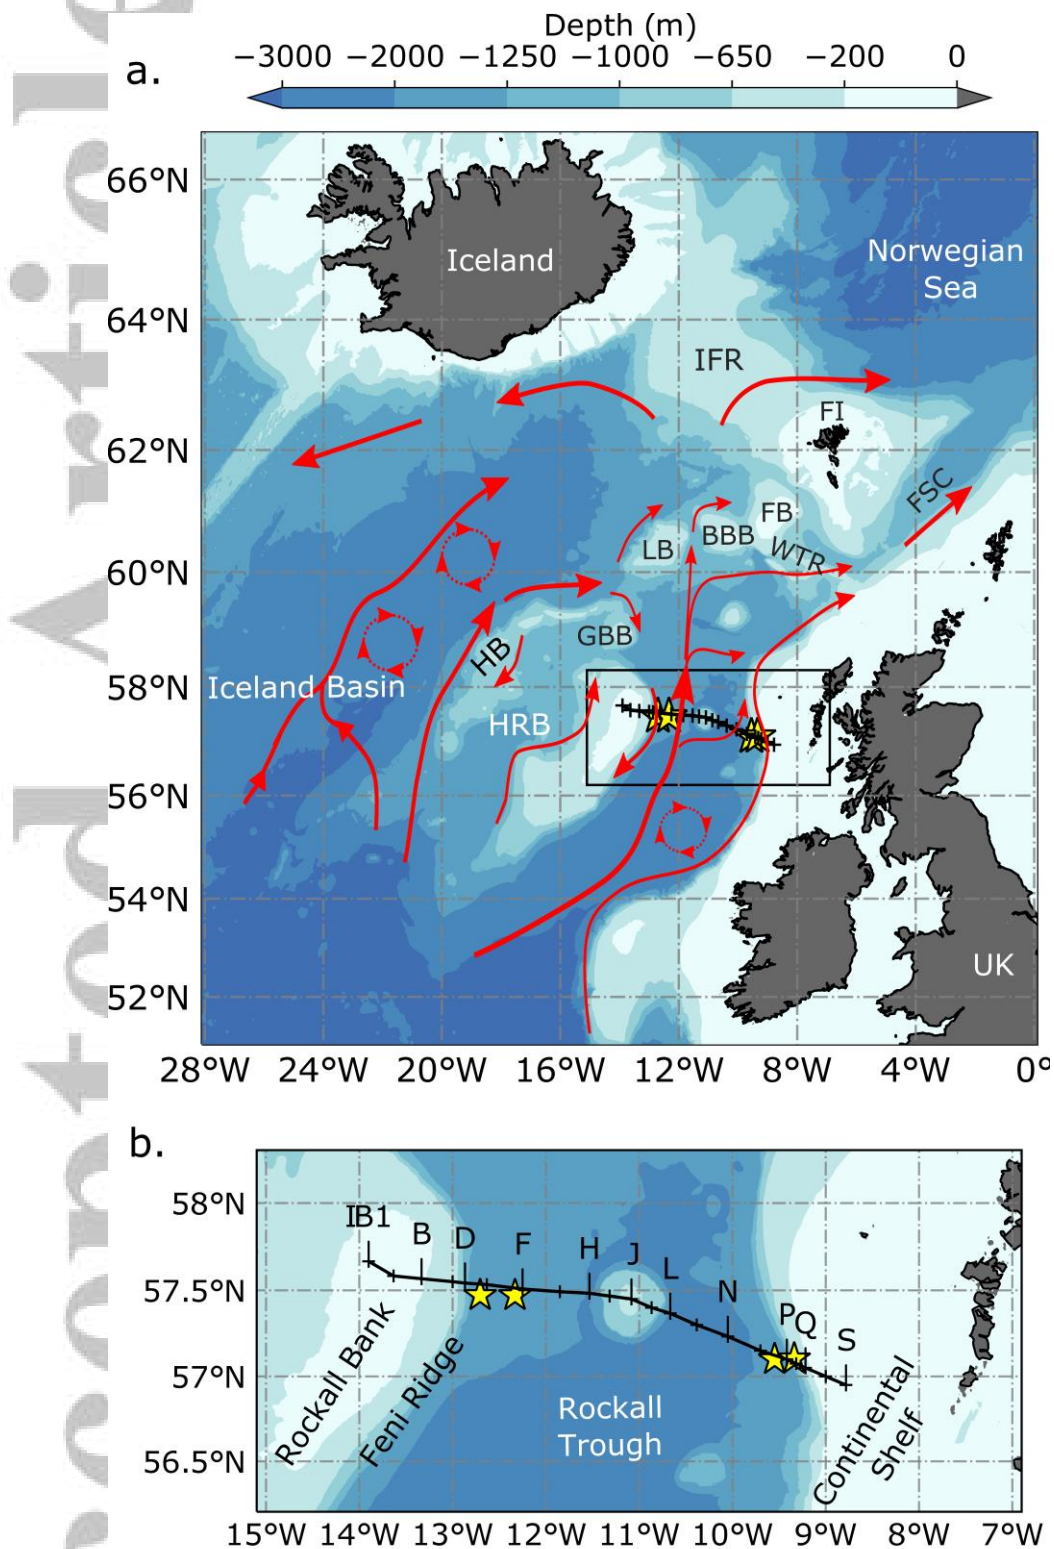 Accepted Article
Depth (m)
a.
−3000 −2000 −1250 −1000 −650 −200 0
66°N
Iceland
Norwegian
Sea
64°N
IFR
FI
62°N
FSC
FB
BBB
LB
WTR
60°N
GBB
HB
58°N
Iceland Basin
HRB
56°N
54°N
UK
52°N
28°W 24°W 20°W 16°W 12°W 8°W 4°W 0°
b.
58°N
IB1 B D F H J L N P Q S
57.5°N
57°N
Rockall Bank
Feni Ridge
Rockall
Trough
Continental
Shelf
56.5°N
15°W 14°W 13°W 12°W 11°W 10°W 9°W 8°W 7°W